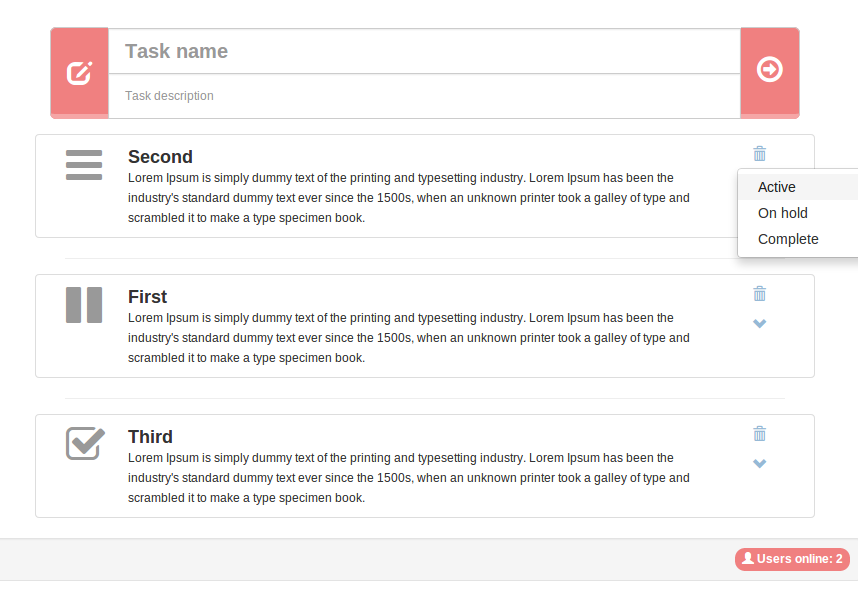 Task name
Task description
Second
Lorem Ipsum is simply dummy text of the printing and typesetting industry. Lorem Ipsum has been the
industry's standard dummy text ever since the 1500s, when an unknown printer took a galley of type and
scrambled it to make a type specimen book.
Active
On hold
Complete
First
Lorem Ipsum is simply dummy text of the printing and typesetting industry. Lorem Ipsum has been the
industry's standard dummy text ever since the 1500s, when an unknown printer took a galley of type and
scrambled it to make a type specimen book.
Third
Lorem Ipsum is simply dummy text of the printing and typesetting industry. Lorem Ipsum has been the
industry's standard dummy text ever since the 1500s, when an unknown printer took a galley of type and
scrambled it to make a type specimen book.
Users online: 2